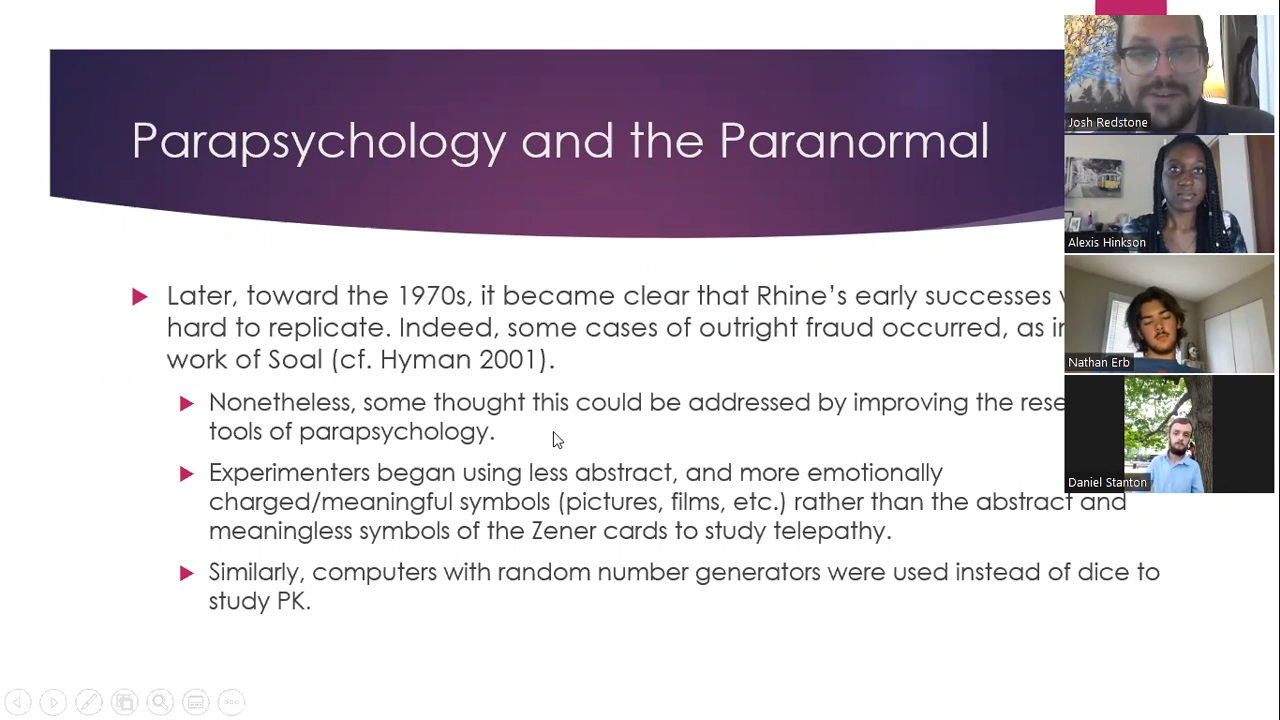 Parapsychology and the Paranormal
Later, toward the 1970s, it became clear that Rhine’s early successes
hard to replicate. Indeed, some cases of outright fraud occurred, as
work of Soal (cf. Hyman 2001).
Nonetheless, some thought this could be addressed by improving the
tools of parapsychology.
Experimenters began using less abstract, and more emotionally
charged/meaningful symbols (pictures, films, etc.) rather than the abstract and
meaningless symbols of the Zener cards to study telepathy.
Similarly, computers with random number generators were used instead of dice to
study PK.
Josh Redstone
Alexis Hinkson
Nathan Erb
Daniel Stanton